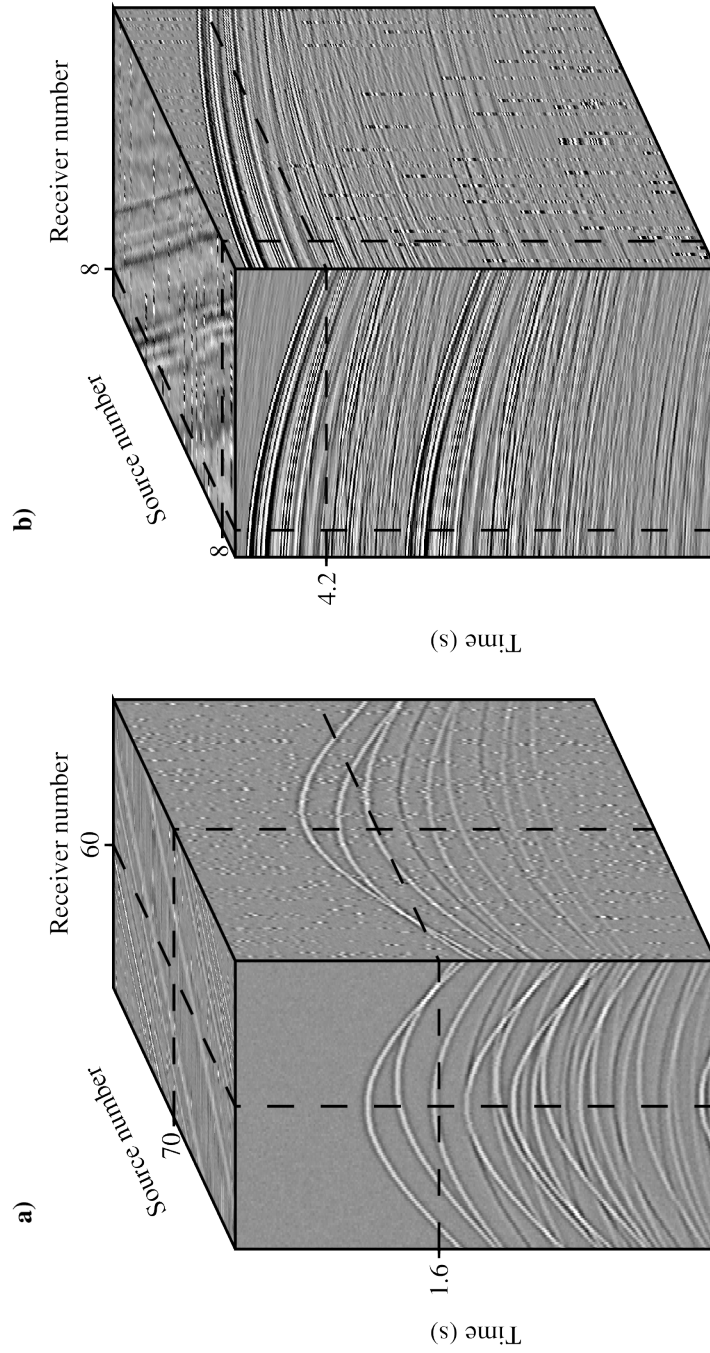 a)
Receiver number
60
Source number
70
1.6
Time (s)
b)
Receiver number
8
Source number
8
4.2
Time (s)